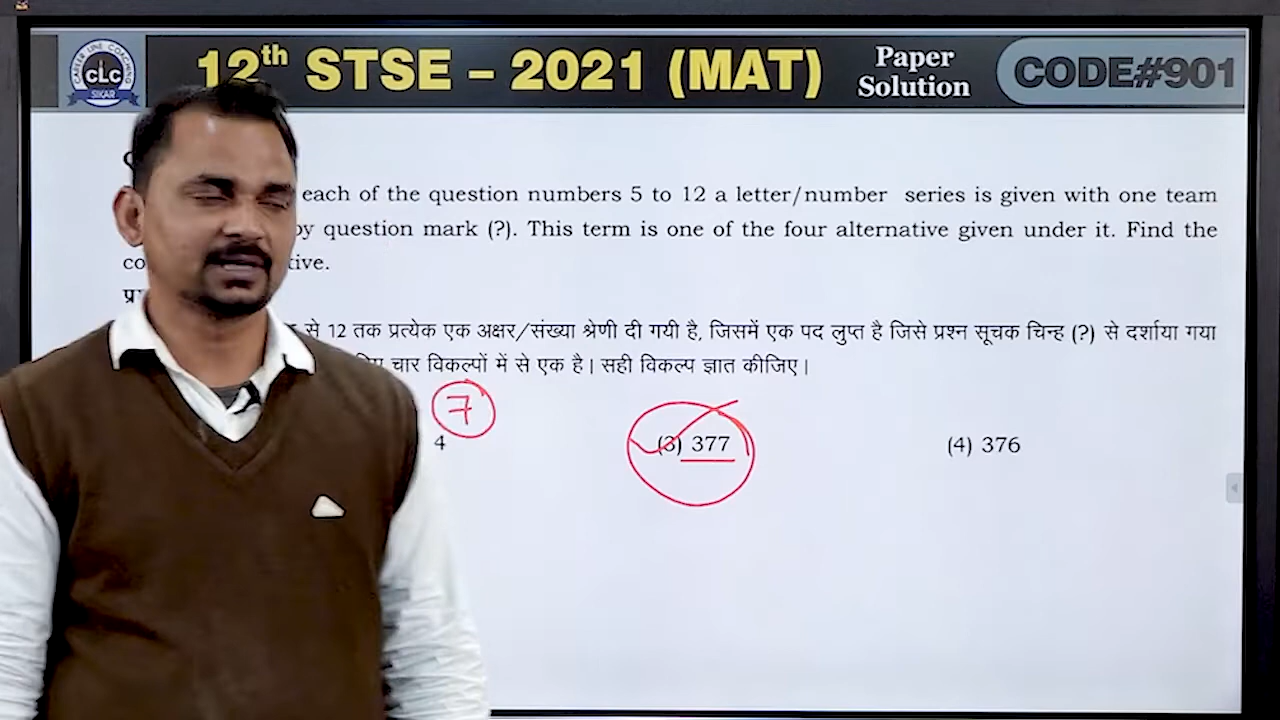 12th STSE – 2021 (MAT)
Paper
Solution
CODE#901
CAREER LINE COACHING
CLC
SIKAR
each of the question numbers 5 to 12 a letter/number series is given with one team
by question mark (?). This term is one of the four alternative given under it. Find the
से 12 तक प्रत्येक एक अक्षर/संख्या श्रेणी दी गयी है, जिसमें एक पद लुप्त है जिसे प्रश्न सूचक चिन्ह (?) से दर्शाया गया
चार विकल्पों में से एक है। सही विकल्प ज्ञात कीजिए।
7
4
(3) 377
(4) 376